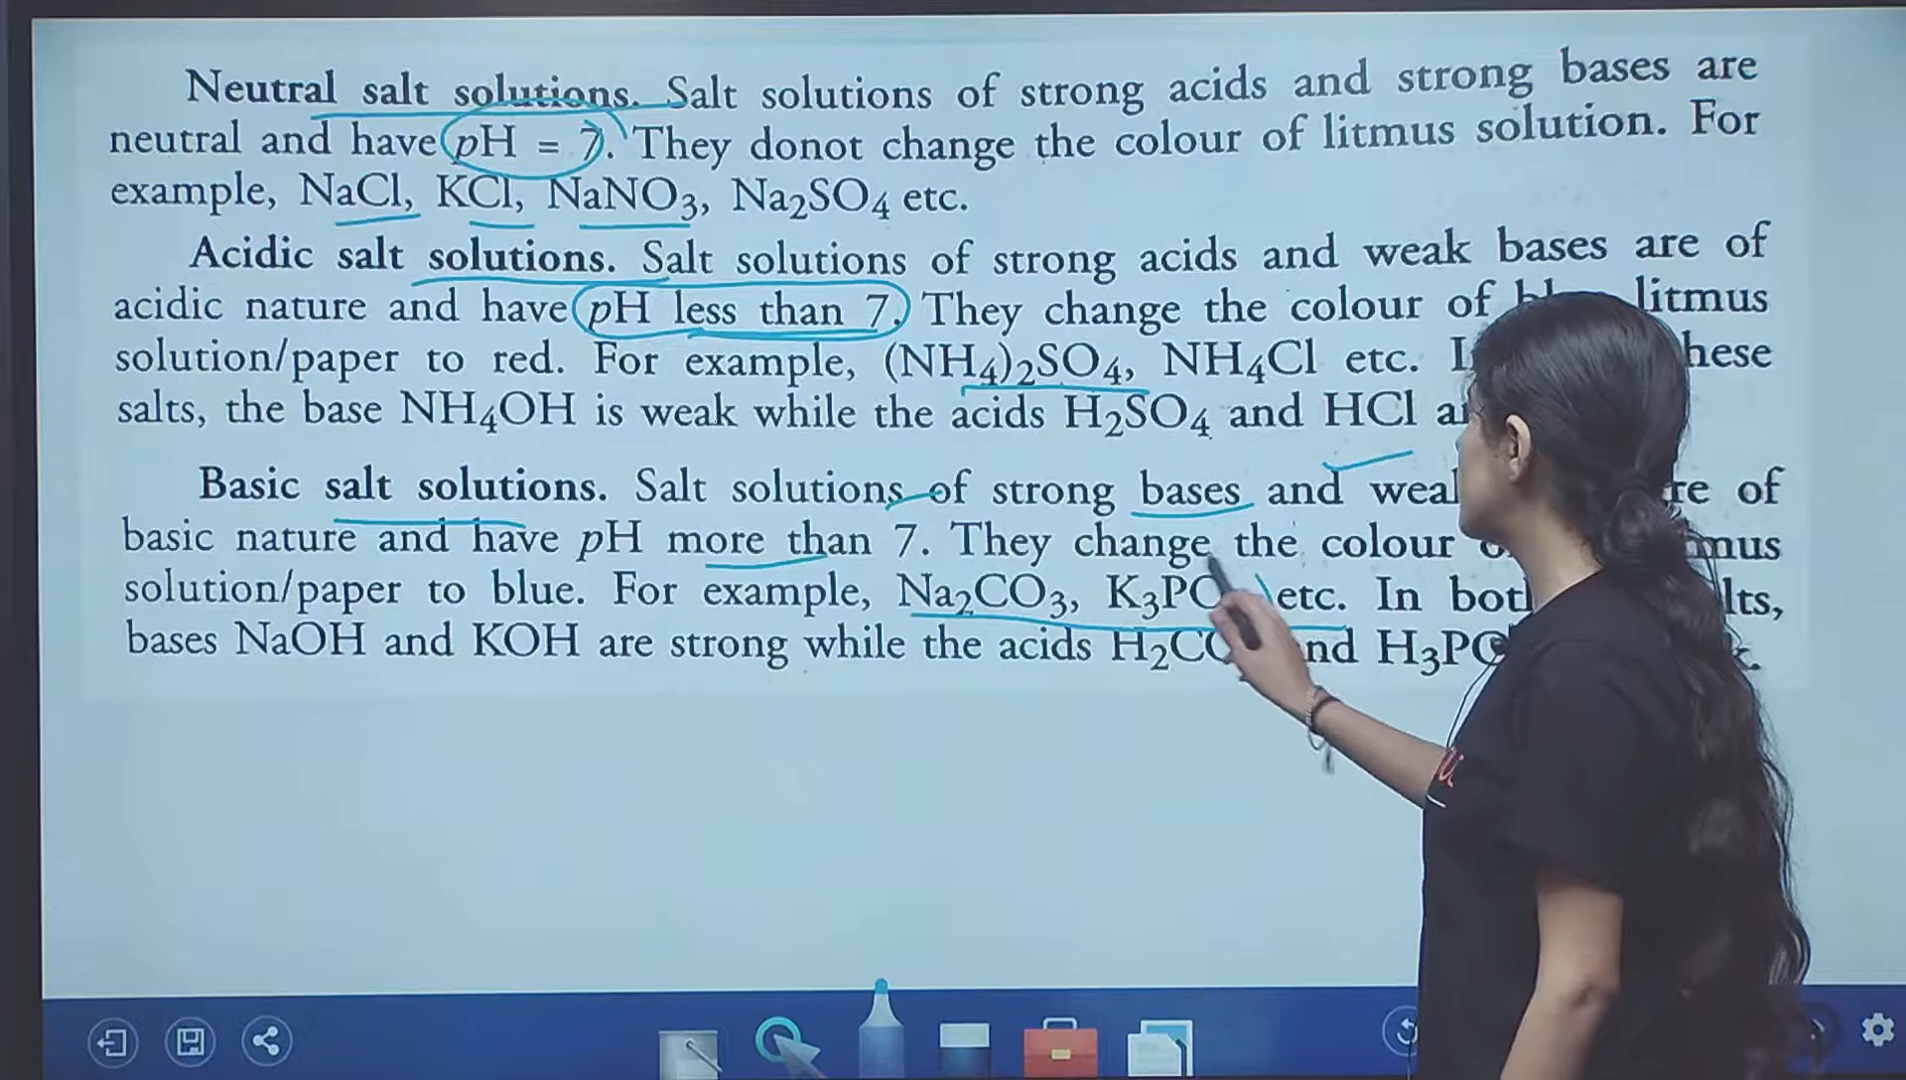 Neutral salt solutions. Salt solutions of strong acids and strong bases are
neutral and have pH = 7. They donot change the colour of litmus solution. For
example, NaCl, KCl, NaNO₃, Na₂SO₄ etc.
Acidic salt solutions. Salt solutions of strong acids and weak bases are of
acidic nature and have pH less than 7. They change the colour of litmus
solution/paper to red. For example, (NH₄)₂SO₄, NH₄Cl etc.
salts, the base NH₄OH is weak while the acids H₂SO₄ and HCl
Basic salt solutions. Salt solutions of strong bases and of
basic nature and have pH more than 7. They change the colour
solution/paper to blue. For example, Na₂CO₃, etc. In
bases NaOH and KOH are strong while the acids